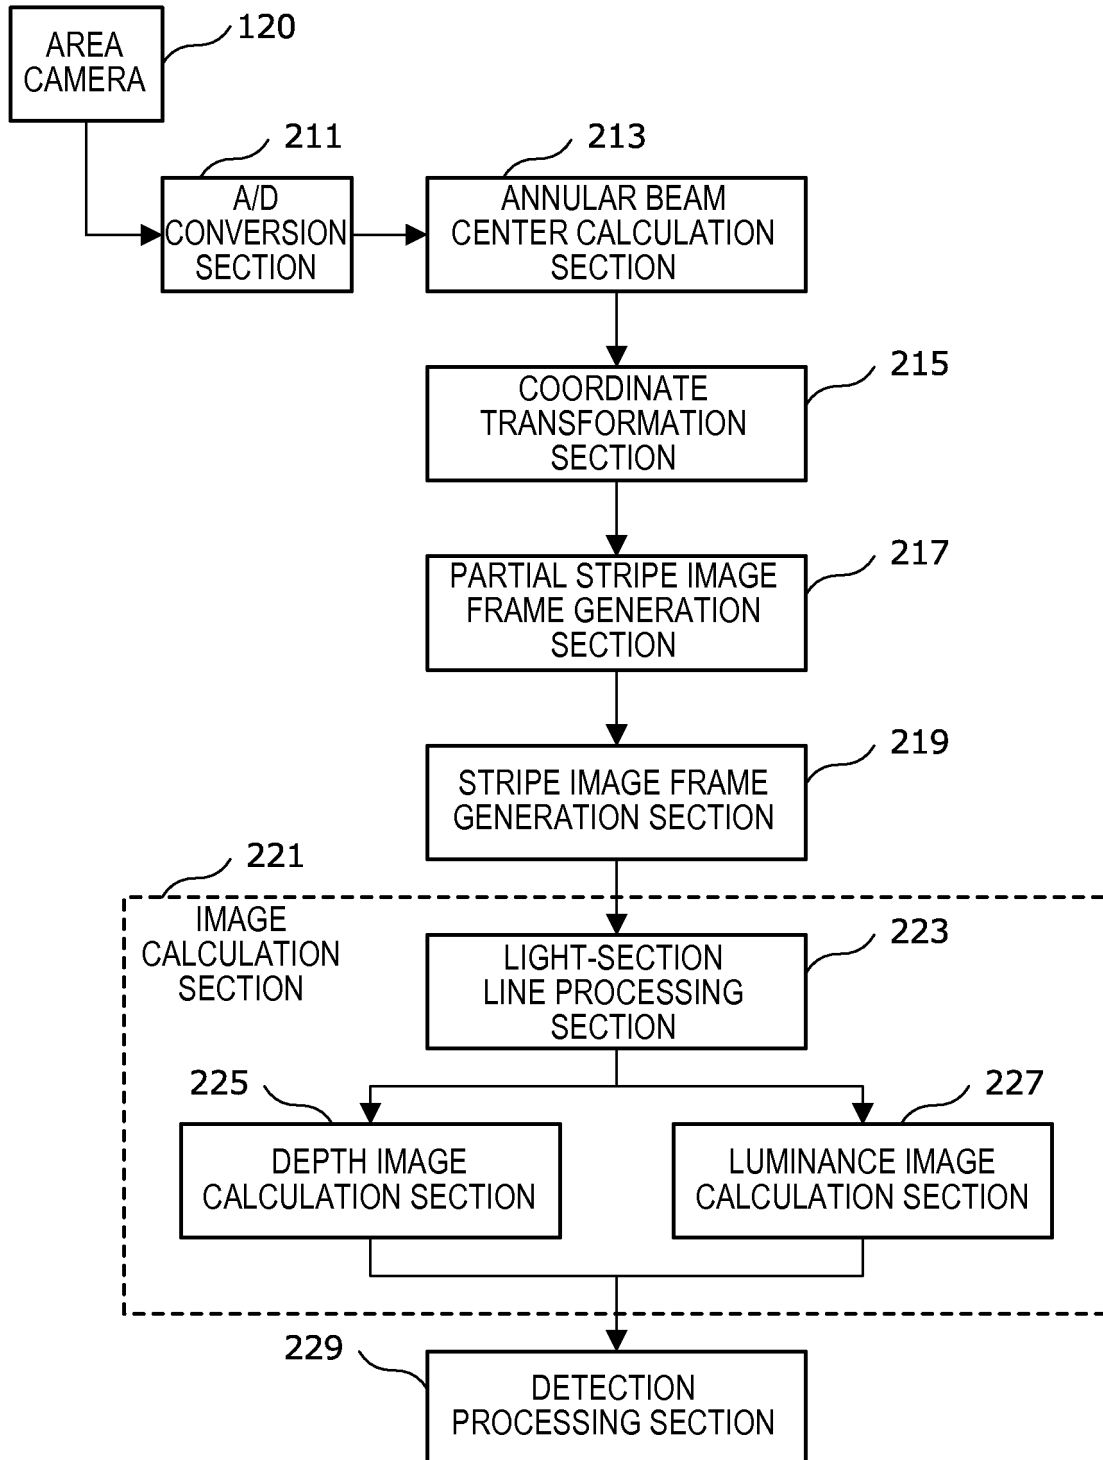 AREA
CAMERA
120
211
A/D
CONVERSION
SECTION
213
ANNULAR BEAM
CENTER CALCULATION
SECTION
215
COORDINATE
TRANSFORMATION
SECTION
217
PARTIAL STRIPE IMAGE
FRAME GENERATION
SECTION
219
STRIPE IMAGE FRAME
GENERATION SECTION
221
IMAGE
CALCULATION
SECTION
223
LIGHT-SECTION
LINE PROCESSING
SECTION
225
DEPTH IMAGE
CALCULATION SECTION
227
LUMINANCE IMAGE
CALCULATION SECTION
229
DETECTION
PROCESSING SECTION